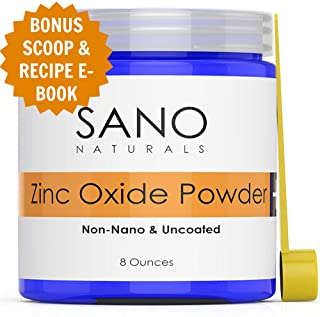 BONUS
SCOOP &
RECIPE E-
BOOK
SANO
NATURALS
Zinc Oxide Powder
Non-Nano & Uncoated
8 Ounces